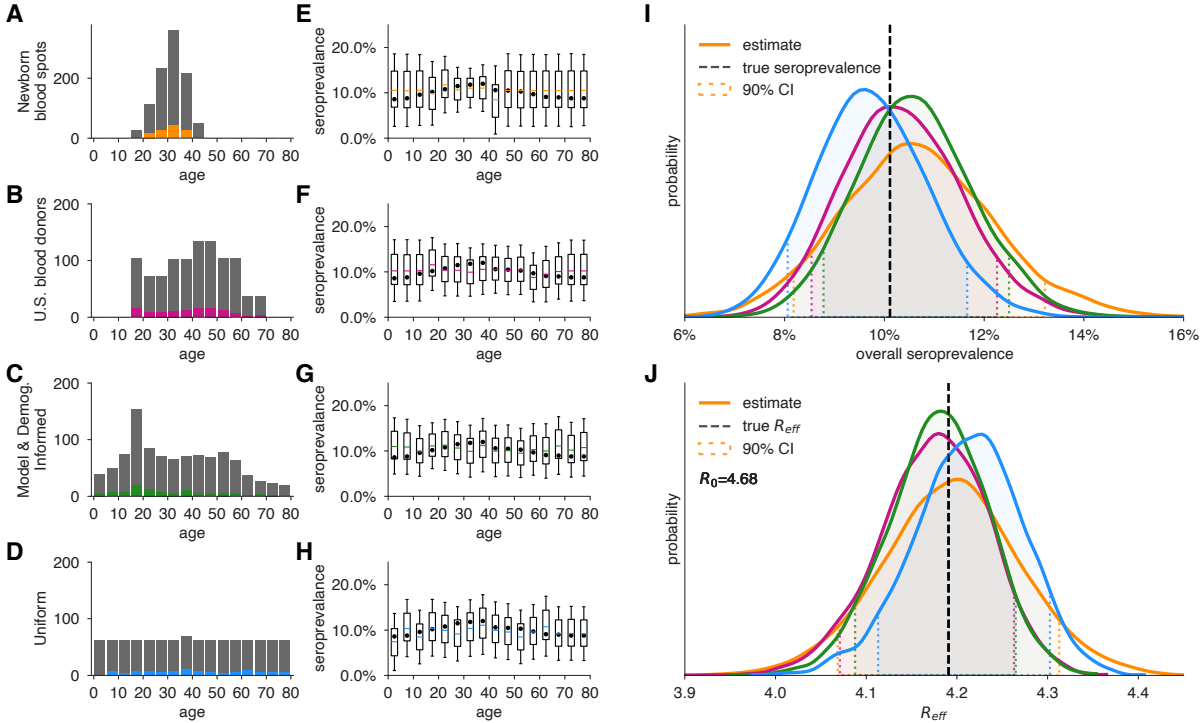 A
Newborn
blood spots
200
0
0 10 20 30 40 50 60 70 80
age
B
U.S. blood donors
200
100
0
0 10 20 30 40 50 60 70 80
age
C
Model & Demog.
Informed
200
100
0
0 10 20 30 40 50 60 70 80
age
D
Uniform
200
100
0
0 10 20 30 40 50 60 70 80
age
E
seroprevalance
20.0%
10.0%
0.0%
0 10 20 30 40 50 60 70 80
age
F
seroprevalance
20.0%
10.0%
0.0%
0 10 20 30 40 50 60 70 80
age
G
seroprevalance
20.0%
10.0%
0.0%
0 10 20 30 40 50 60 70 80
age
H
seroprevalance
20.0%
10.0%
0.0%
0 10 20 30 40 50 60 70 80
age
I
estimate
true seroprevalence
90% CI
probability
6% 8% 10% 12% 14% 16%
overall seroprevalence
J
estimate
true R_eff
90% CI
R₀=4.68
probability
3.9 4.0 4.1 4.2 4.3 4.4
R_eff